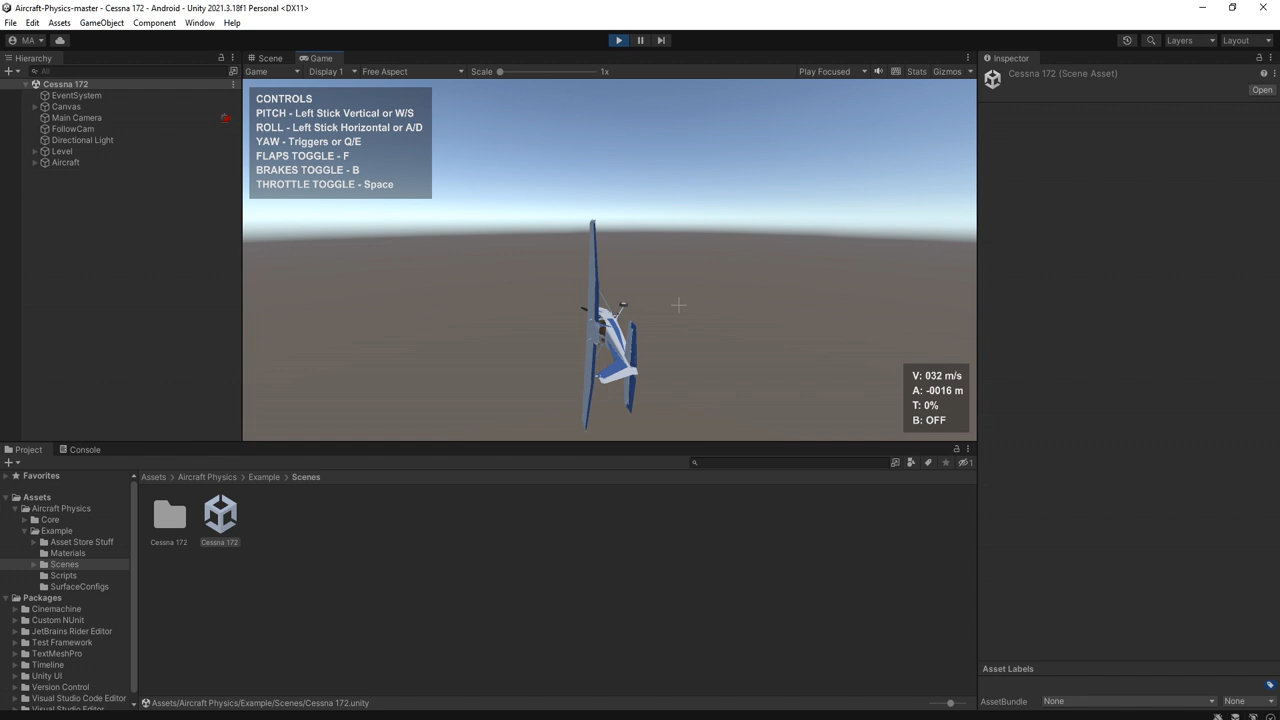 Aircraft-Physics-master - Cessna 172 - Android - Unity 2021.3.18f1 Personal <DX11>
File Edit Assets GameObject Component Window Help
MA
Layers
Layout
Hierarchy
All
Cessna 172
EventSystem
Canvas
Main Camera
FollowCam
Directional Light
Level
Aircraft
Scene
Game
Game
Display 1
Free Aspect
Scale
1x
Play Focused
Stats
Gizmos
CONTROLS
PITCH - Left Stick Vertical or W/S
ROLL - Left Stick Horizontal or A/D
YAW - Triggers or Q/E
FLAPS TOGGLE - F
BRAKES TOGGLE - B
THROTTLE TOGGLE - Space
V: 032 m/s
A: -0016 m
T: 0%
B: OFF
Inspector
Cessna 172 (Scene Asset)
Open
Project
Console
1
Favorites
Assets
Aircraft Physics
Core
Example
Asset Store Stuff
Materials
Scenes
Scripts
SurfaceConfigs
Packages
Cinemachine
Custom NUnit
JetBrains Rider Editor
Test Framework
TextMeshPro
Timeline
Unity UI
Version Control
Visual Studio Code Editor
Visual Studio Editor
Assets
Aircraft Physics
Example
Scenes
Cessna 172
Cessna 172
Assets/Aircraft Physics/Example/Scenes/Cessna 172.unity
Asset Labels
AssetBundle
None
None